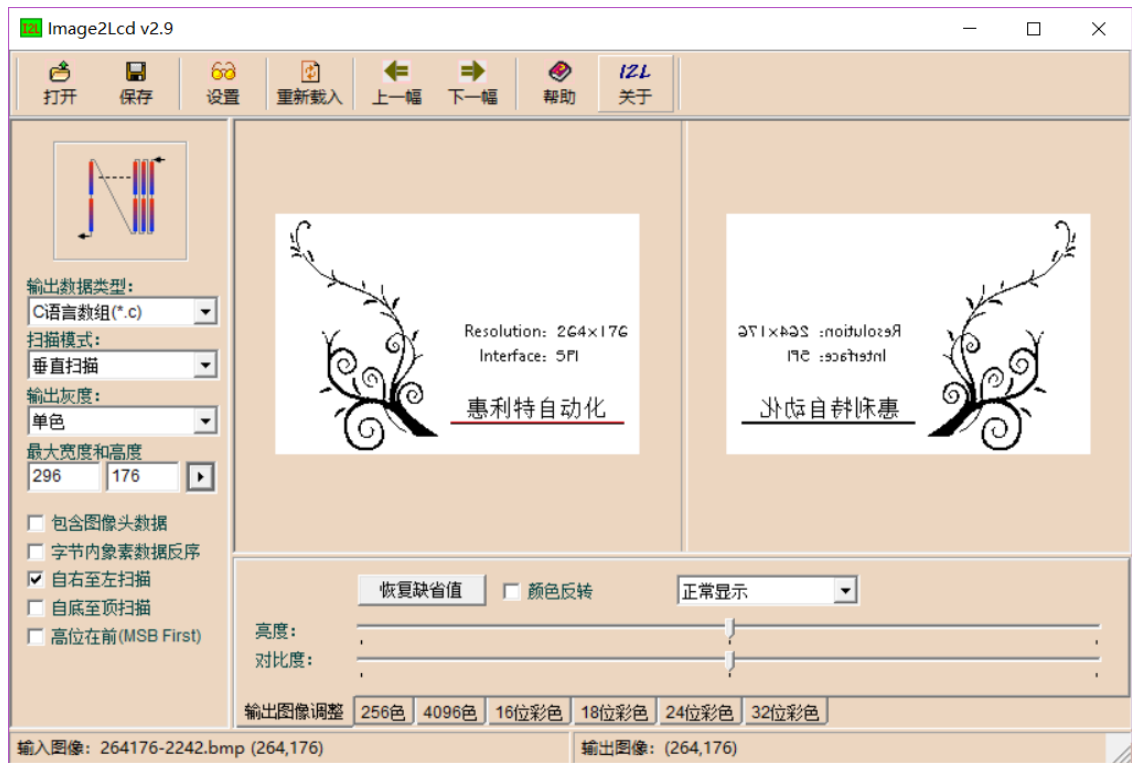 Image2Lcd v2.9
打开 保存 设置 重新载入 上一幅 下一幅 帮助 关于
I2L
输出数据类型:
C语言数组(*.c)
扫描模式:
垂直扫描
输出灰度:
单色
最大宽度和高度
296 176
包含图像头数据
字节内象素数据反序
自右至左扫描
自底至顶扫描
高位在前(MSB First)
Resolution: 264×176
Interface: SPI
惠利特自动化
Resolution: 264×176
Interface: SPI
惠利特自动化
恢复缺省值 颜色反转 正常显示
亮度:
对比度:
输出图像调整 256色 4096色 16位彩色 18位彩色 24位彩色 32位彩色
输入图像: 264176-2242.bmp (264,176) 输出图像: (264,176)